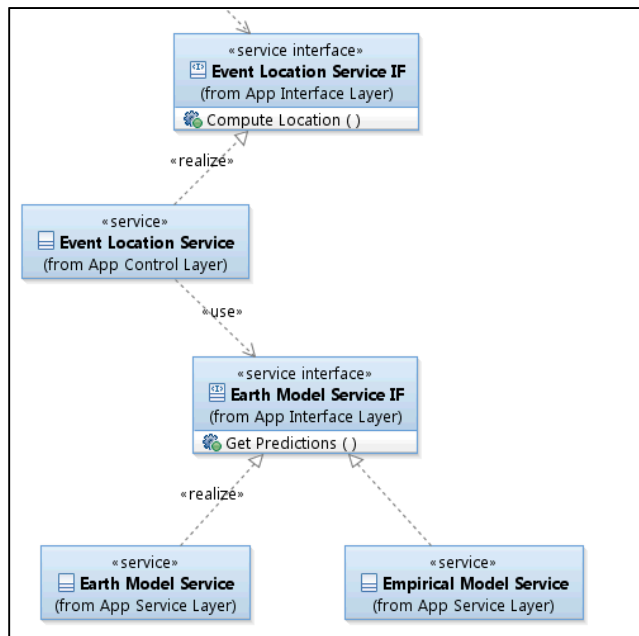 «service interface»
Event Location Service IF
(from App Interface Layer)
Compute Location ( )
«realize»
«service»
Event Location Service
(from App Control Layer)
«use»
«service interface»
Earth Model Service IF
(from App Interface Layer)
Get Predictions ( )
«realize»
«service»
Earth Model Service
(from App Service Layer)
«service»
Empirical Model Service
(from App Service Layer)